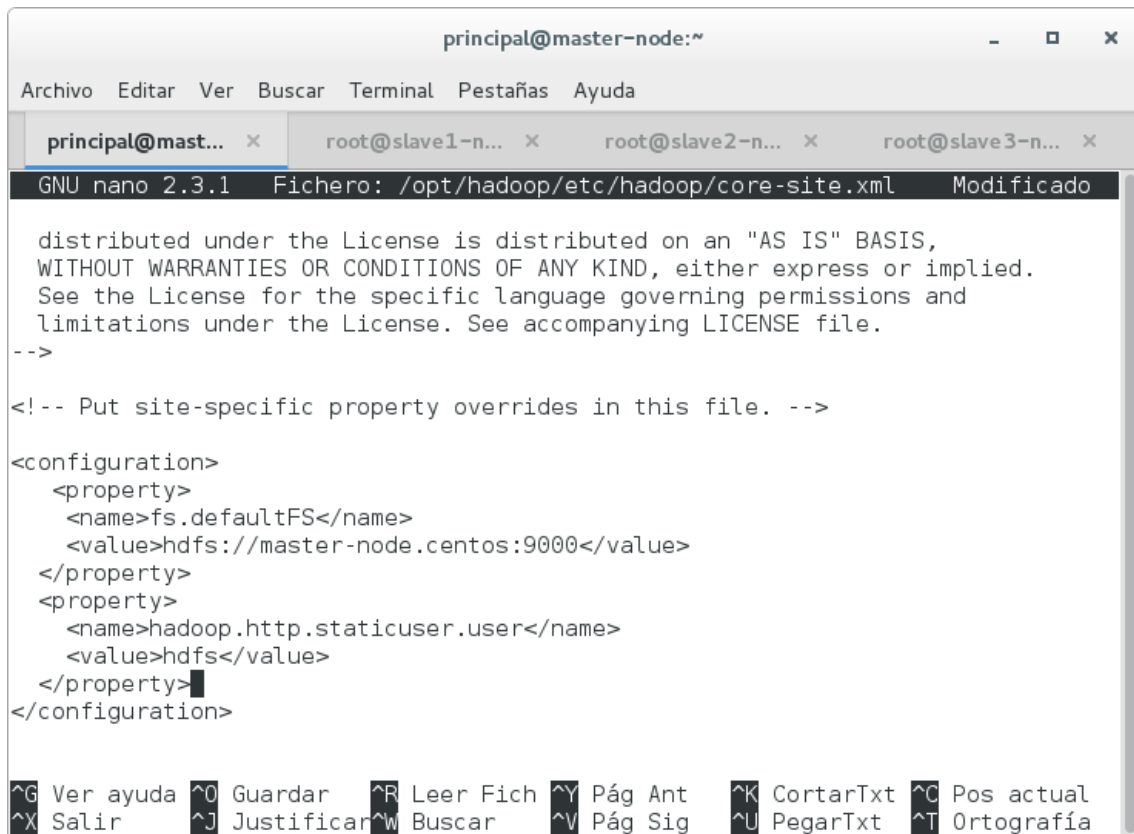 principal@master-node:~
Archivo Editar Ver Buscar Terminal Pestañas Ayuda
principal@mast... × root@slave1-n... × root@slave2-n... × root@slave3-n... ×
GNU nano 2.3.1 Fichero: /opt/hadoop/etc/hadoop/core-site.xml Modificado
distributed under the License is distributed on an "AS IS" BASIS,
WITHOUT WARRANTIES OR CONDITIONS OF ANY KIND, either express or implied.
See the License for the specific language governing permissions and
limitations under the License. See accompanying LICENSE file.
-->
<!-- Put site-specific property overrides in this file. -->
<configuration>
<property>
<name>fs.defaultFS</name>
<value>hdfs://master-node.centos:9000</value>
</property>
<property>
<name>hadoop.http.staticuser.user</name>
<value>hdfs</value>
</property>
</configuration>
^G Ver ayuda ^O Guardar ^R Leer Fich ^Y Pág Ant ^K CortarTxt ^C Pos actual
^X Salir ^J Justificar ^W Buscar ^V Pág Sig ^U PegarTxt ^T Ortografía